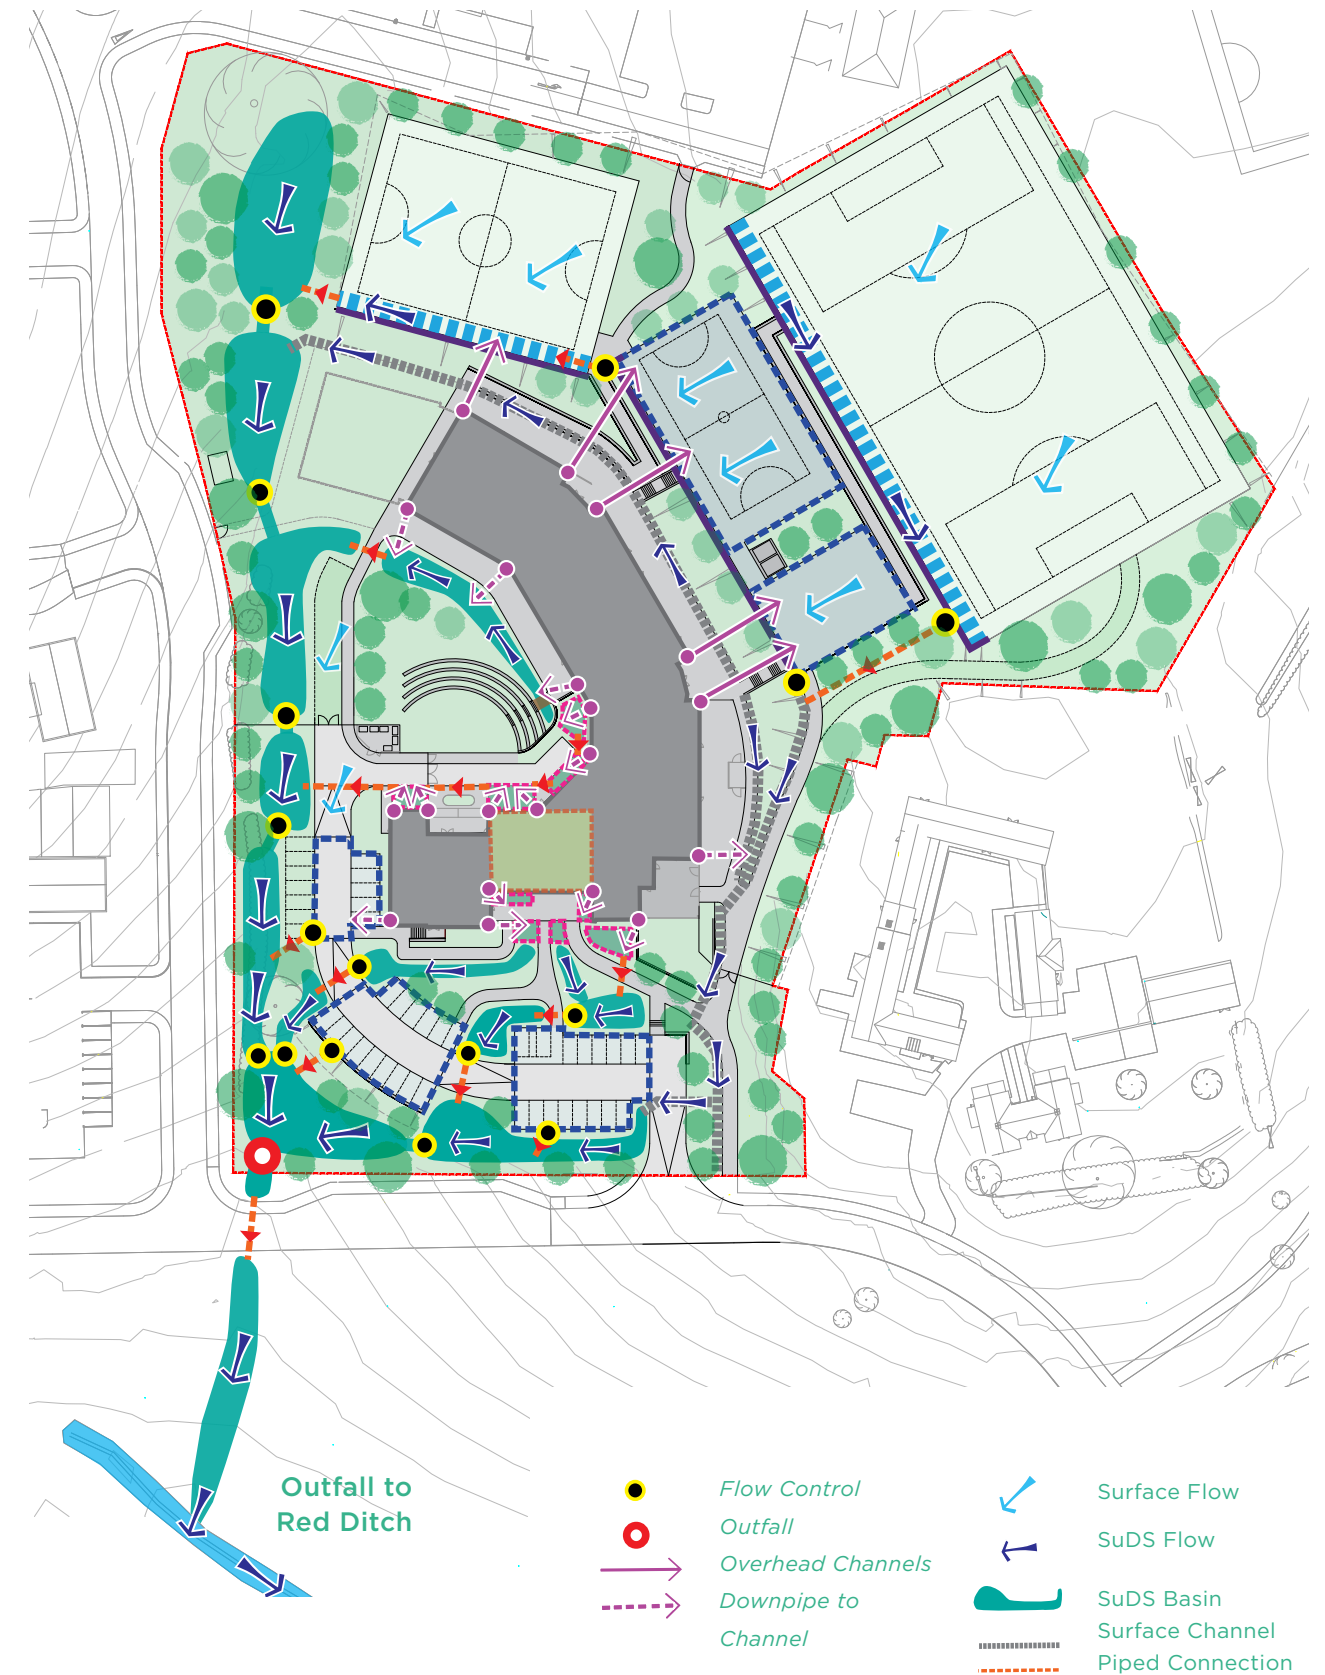 Outfall to
Red Ditch
Flow Control
Outfall
Overhead Channels
Downpipe to
Channel
Surface Flow
SuDS Flow
SuDS Basin
Surface Channel
Piped Connection